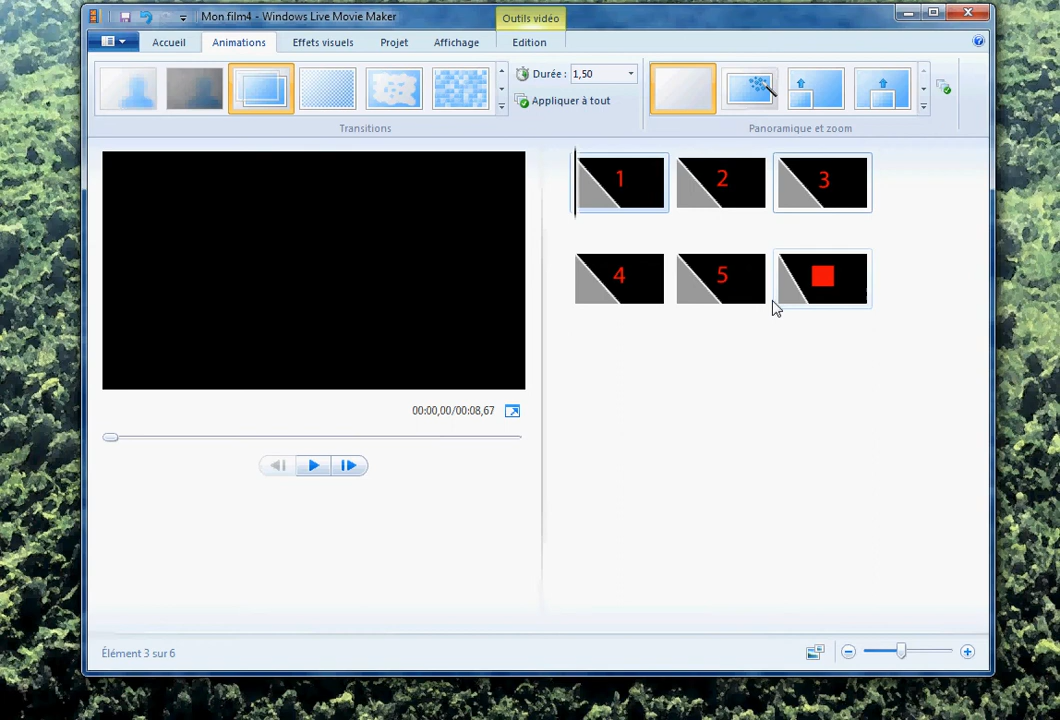 Mon film4 - Windows Live Movie Maker
Outils vidéo
Accueil
Animations
Effets visuels
Projet
Affichage
Edition
Durée : 1,50
Appliquer à tout
Transitions
Panoramique et zoom
1
2
3
4
5
00:00,00/00:08,67
Élément 3 sur 6